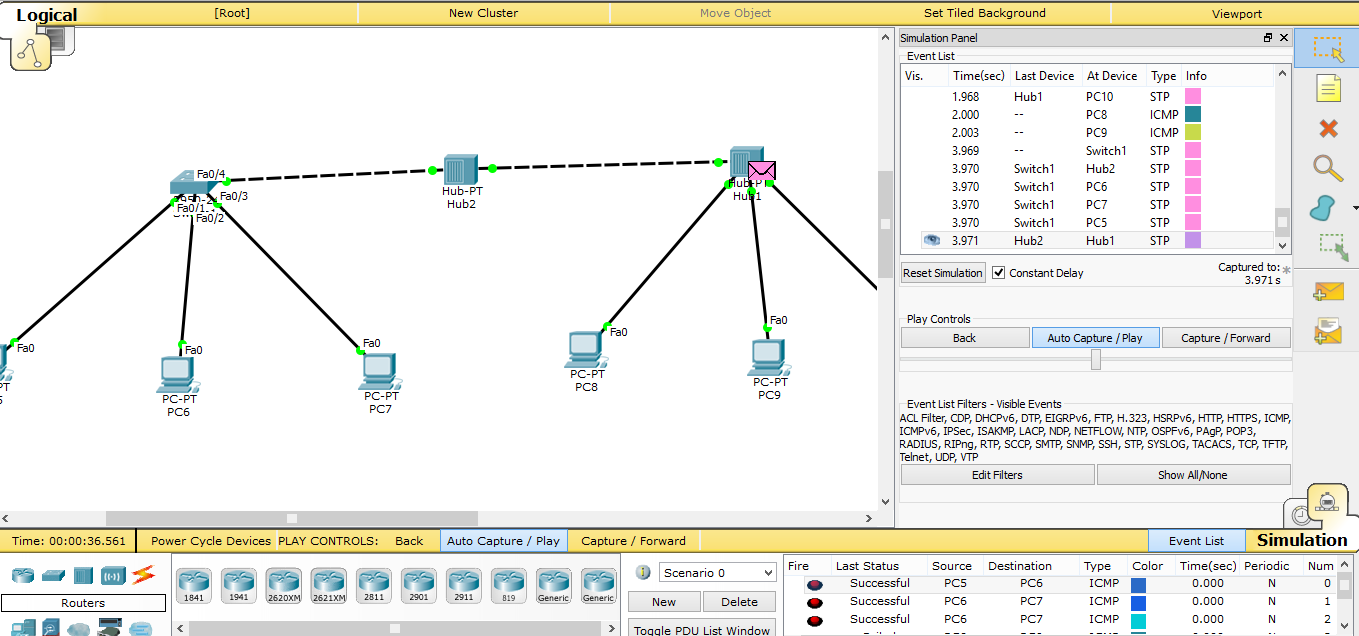 Logical [Root] New Cluster Move Object Set Tiled Background Viewport
Simulation Panel
Event List
Vis. Time(sec) Last Device At Device Type Info
1.968 Hub1 PC10 STP
2.000 -- PC8 ICMP
2.003 -- PC9 ICMP
3.969 -- Switch1 STP
3.970 Switch1 Hub2 STP
3.970 Switch1 PC6 STP
3.970 Switch1 PC7 STP
3.970 Switch1 PC5 STP
3.971 Hub2 Hub1 STP
Reset Simulation Constant Delay Captured to: *
3.971 s
Play Controls
Back Auto Capture / Play Capture / Forward
Event List Filters - Visible Events
ACL Filter, CDP, DHCPv6, DTP, EIGRPv6, FTP, H.323, HSRPv6, HTTP, HTTPS, ICMP,
ICMPv6, IPSec, ISAKMP, LACP, NDP, NETFLOW, NTP, OSPFv6, PAgP, POP3,
RADIUS, RIPng, RTP, SCCP, SMTP, SNMP, SSH, STP, SYSLOG, TACACS, TCP, TFTP,
Telnet, UDP, VTP
Edit Filters Show All/None
Fa0/4
Fa0/3
Fa0/1
Fa0/2
Hub-PT
Hub2
Hub-PT
Hub1
Fa0
Fa0
PC-PT
PC6
Fa0
PC-PT
PC7
Fa0
PC-PT
PC8
Fa0
PC-PT
PC9
Time: 00:00:36.561 Power Cycle Devices PLAY CONTROLS: Back Auto Capture / Play Capture / Forward Event List Simulation
Routers
1841 1941 2620XM 2621XM 2811 2901 2911 819 Generic Generic
Scenario 0
New Delete
Toggle PDU List Window
Fire Last Status Source Destination Type Color Time(sec) Periodic Num
Successful PC5 PC6 ICMP 0.000 N 0
Successful PC6 PC7 ICMP 0.000 N 1
Successful PC6 PC7 ICMP 0.000 N 2